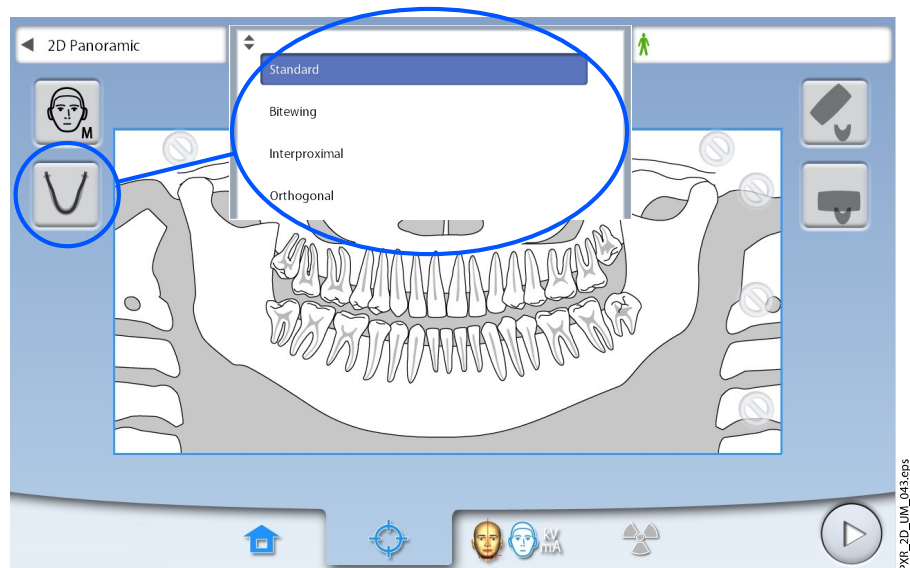 2D Panoramic
Standard
Bitewing
Interproximal
Orthogonal
M
kV
mA
PXR_2D_UM_043.eps